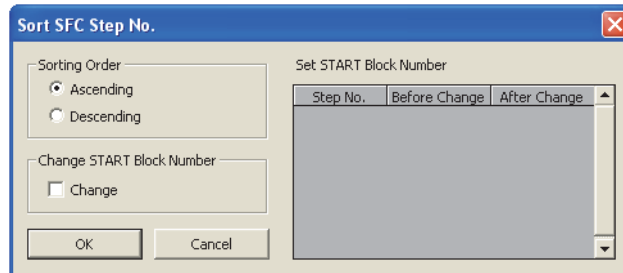 Sort SFC Step No.
Sorting Order
Ascending
Descending
Change START Block Number
Change
OK
Cancel
Set START Block Number
Step No.
Before Change
After Change